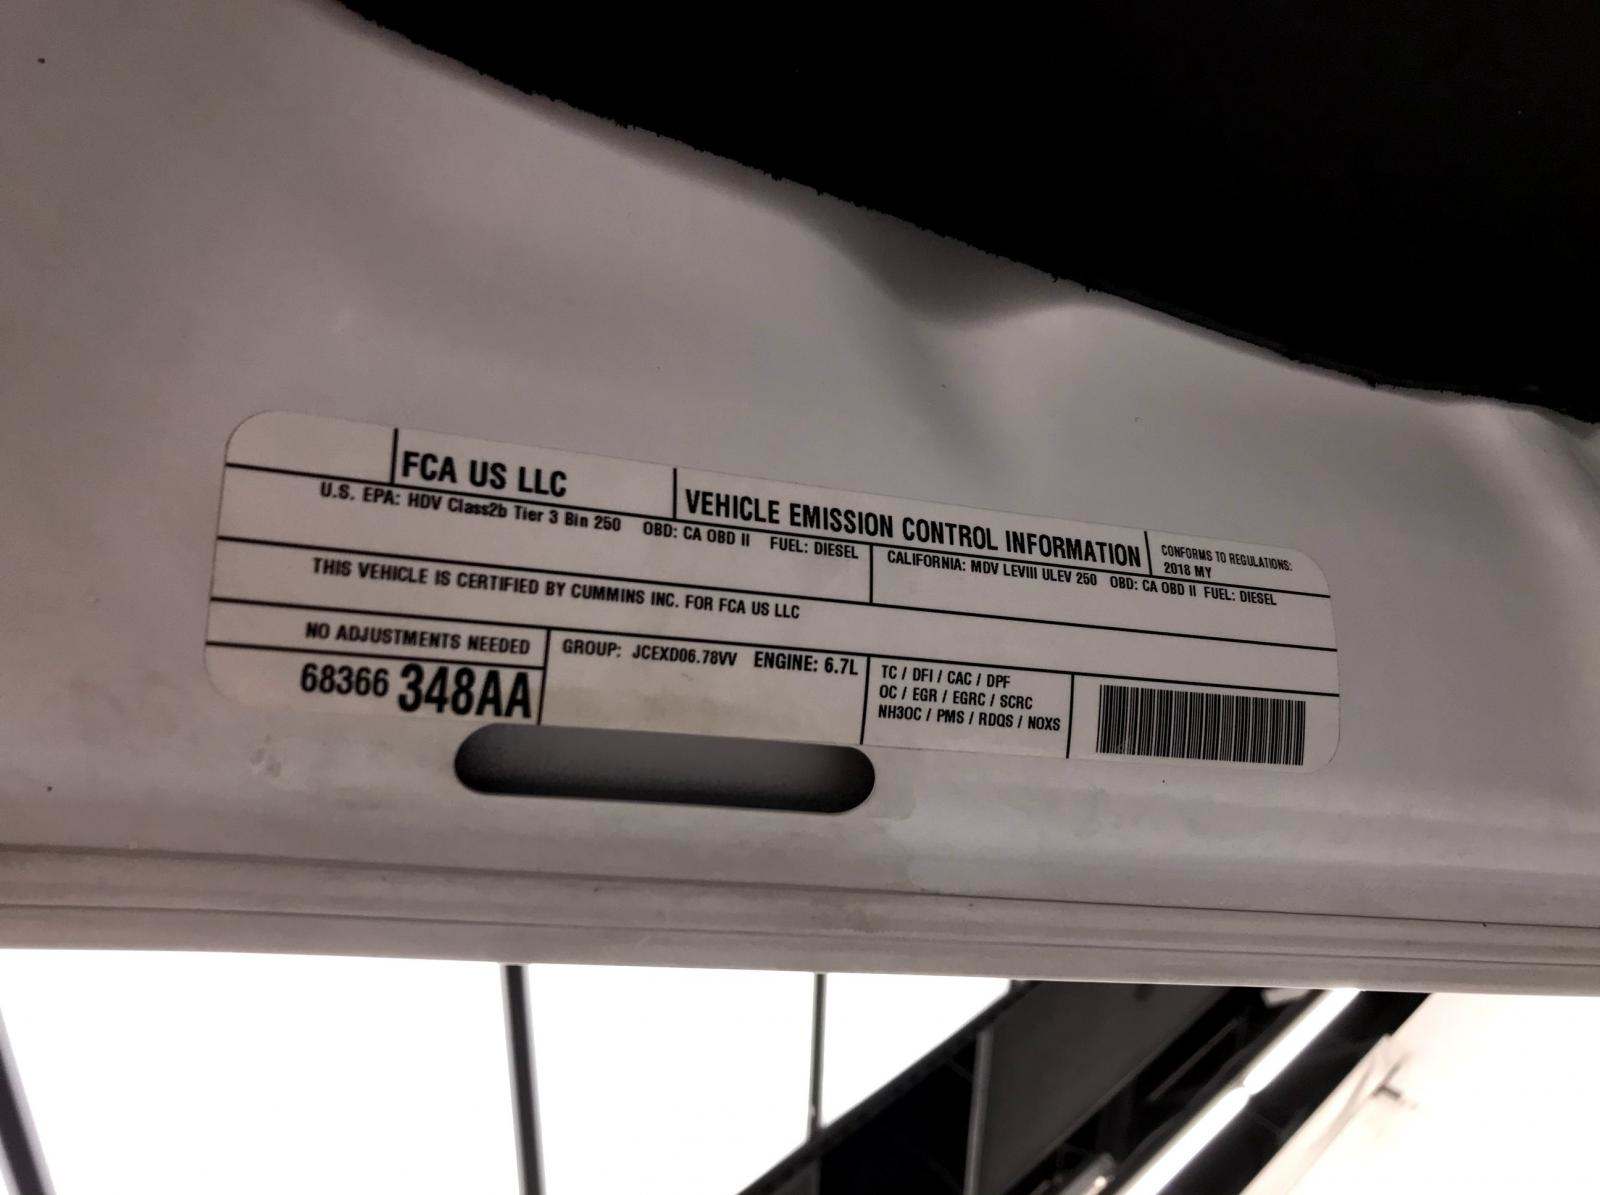 FCA US LLC
VEHICLE EMISSION CONTROL INFORMATION
CONFORMS TO REGULATIONS:
2018 MY
U.S. EPA: HDV Class2b Tier 3 Bin 250 OBD: CA OBD II FUEL: DIESEL
CALIFORNIA: MDV LEVIII ULEV 250 OBD: CA OBD II FUEL: DIESEL
THIS VEHICLE IS CERTIFIED BY CUMMINS INC. FOR FCA US LLC
NO ADJUSTMENTS NEEDED
68366 348AA
GROUP: JCEXD06.78VV ENGINE: 6.7L
TC / DFI / CAC / DPF
OC / EGR / EGRC / SCRC
NH3OC / PMS / RDQS / NOXS